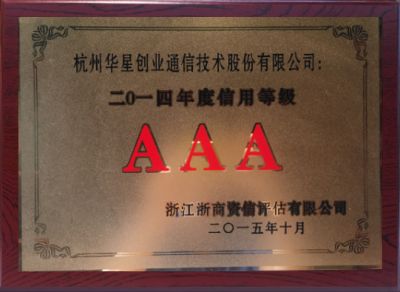 杭州华星创业通信技术股份有限公司:
二O一四年度信用等级
AAA
浙江浙商资信评估有限公司
二〇一五年十月